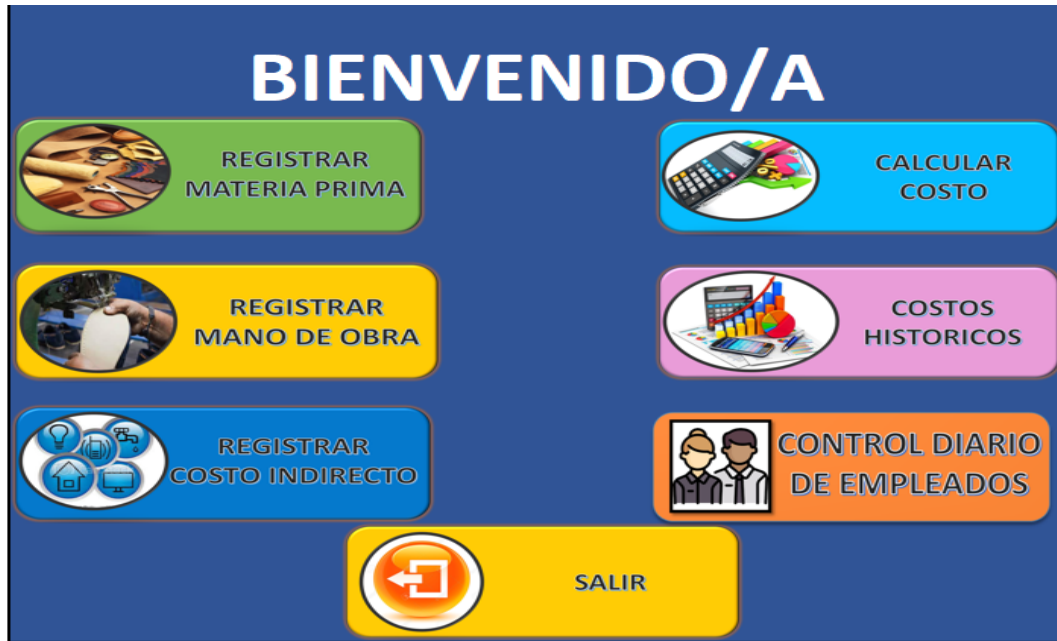 BIENVENIDO/A
REGISTRAR
MATERIA PRIMA
CALCULAR
COSTO
REGISTRAR
MANO DE OBRA
COSTOS
HISTORICOS
REGISTRAR
COSTO INDIRECTO
CONTROL DIARIO
DE EMPLEADOS
SALIR